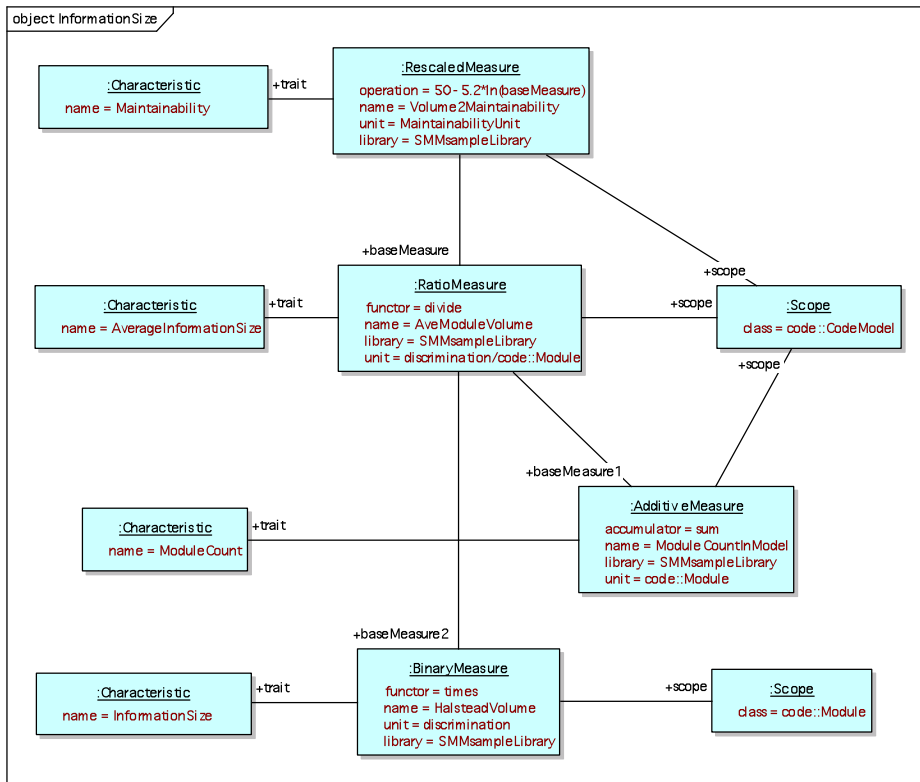 object InformationSize
:RescaledMeasure
operation = 50 - 5.2*ln(baseMeasure)
name = Volume2Maintainability
unit = MaintainabilityUnit
library = SMMsampleLibrary
:Characteristic
name = Maintainability
+trait
+baseMeasure
+scope
:Characteristic
name = AverageInformationSize
+trait
:RatioMeasure
functor = divide
name = AveModuleVolume
library = SMMsampleLibrary
unit = discrimination/code::Module
+scope
:Scope
class = code::CodeModel
+scope
+baseMeasure1
:Characteristic
name = ModuleCount
+trait
:AdditiveMeasure
accumulator = sum
name = ModuleCountInModel
library = SMMsampleLibrary
unit = code::Module
+baseMeasure2
:Characteristic
name = InformationSize
+trait
:BinaryMeasure
functor = times
name = HalsteadVolume
unit = discrimination
library = SMMsampleLibrary
+scope
:Scope
class = code::Module